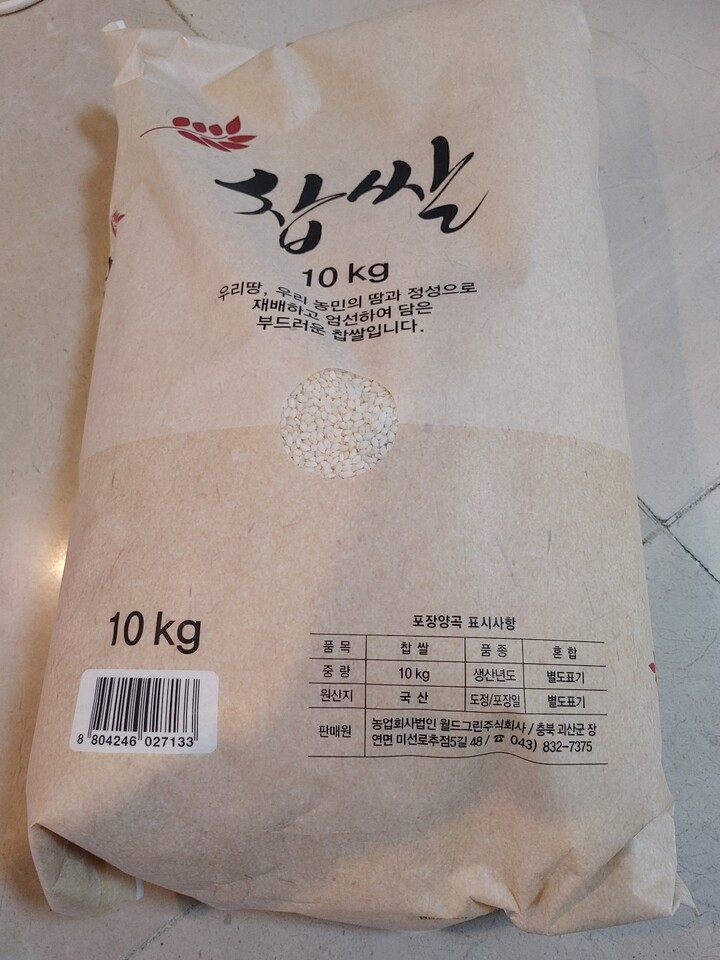 찹쌀
10 kg
우리땅, 우리 농민의 땀과 정성으로
재배하고 엄선하여 담은
부드러운 찹쌀입니다.
10 kg
8 804246 027133
포장양곡 표시사항
품 목 찹 쌀 품 종 혼 합
중 량 10 kg 생산년도 별도표기
원산지 국 산 도정/포장일 별도표기
판매원 농업회사법인 월드그린주식회사 / 충북 괴산군 장
연면 미선로추점5길 48 / ☎ 043) 832-7375